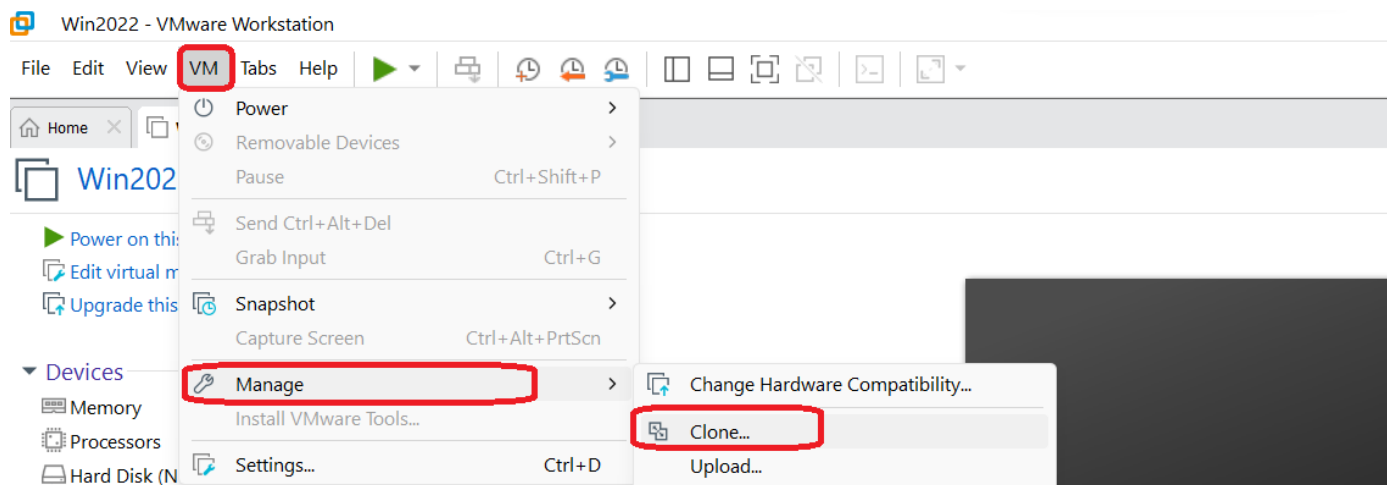 Win2022 - VMware Workstation
File Edit View VM Tabs Help
Home
Win202
Power on this
Edit virtual m
Upgrade this
Devices
Memory
Processors
Hard Disk (N
Power
Removable Devices
Pause Ctrl+Shift+P
Send Ctrl+Alt+Del
Grab Input Ctrl+G
Snapshot
Capture Screen Ctrl+Alt+PrtScn
Manage
Install VMware Tools...
Settings... Ctrl+D
Change Hardware Compatibility...
Clone...
Upload...